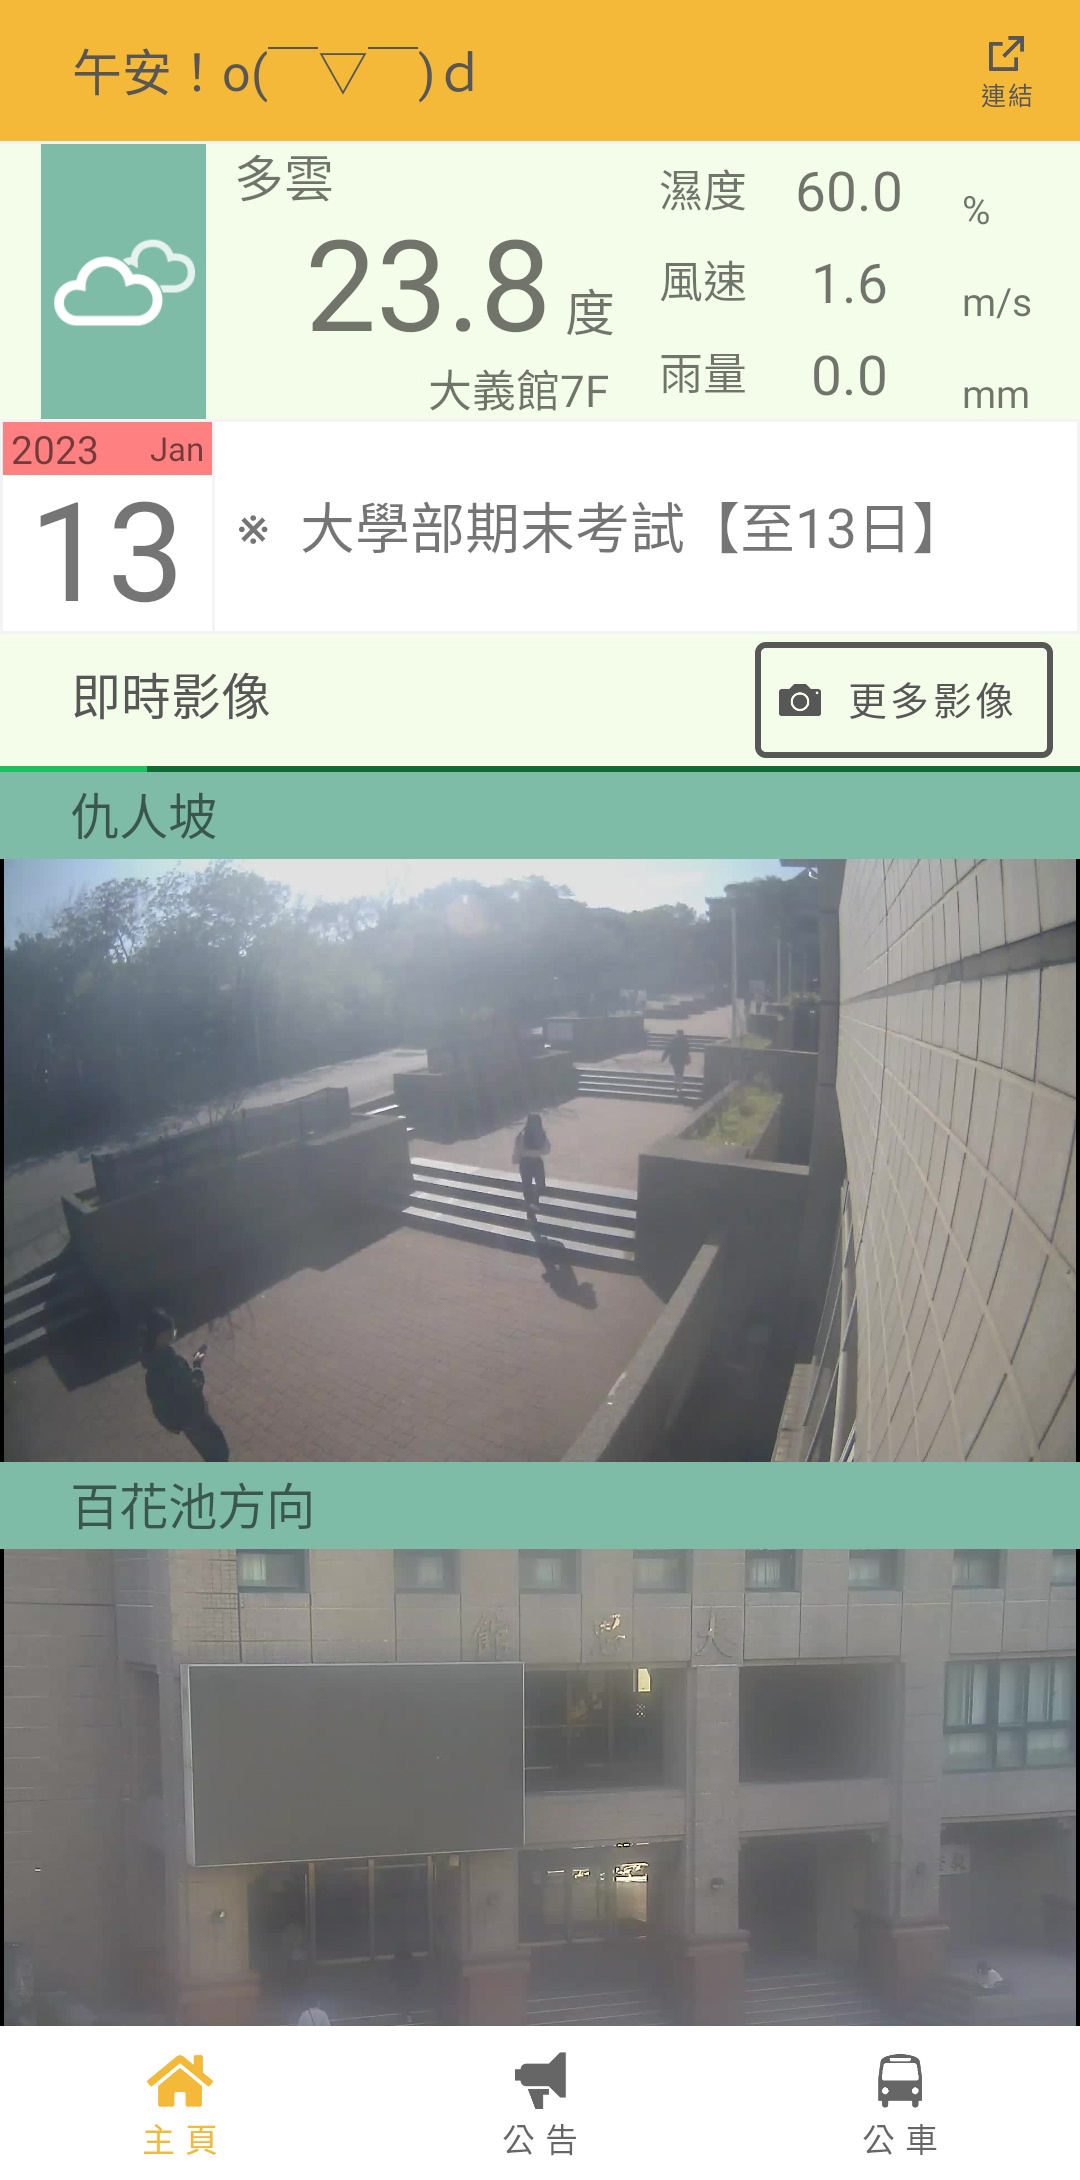 午安！o(￣▽￣)ｄ
連結
多雲
23.8 度
大義館7F
濕度 60.0 %
風速 1.6 m/s
雨量 0.0 mm
2023 Jan
13
※ 大學部期末考試【至13日】
即時影像
更多影像
仇人坡
百花池方向
館恩大
主頁
公告
公車